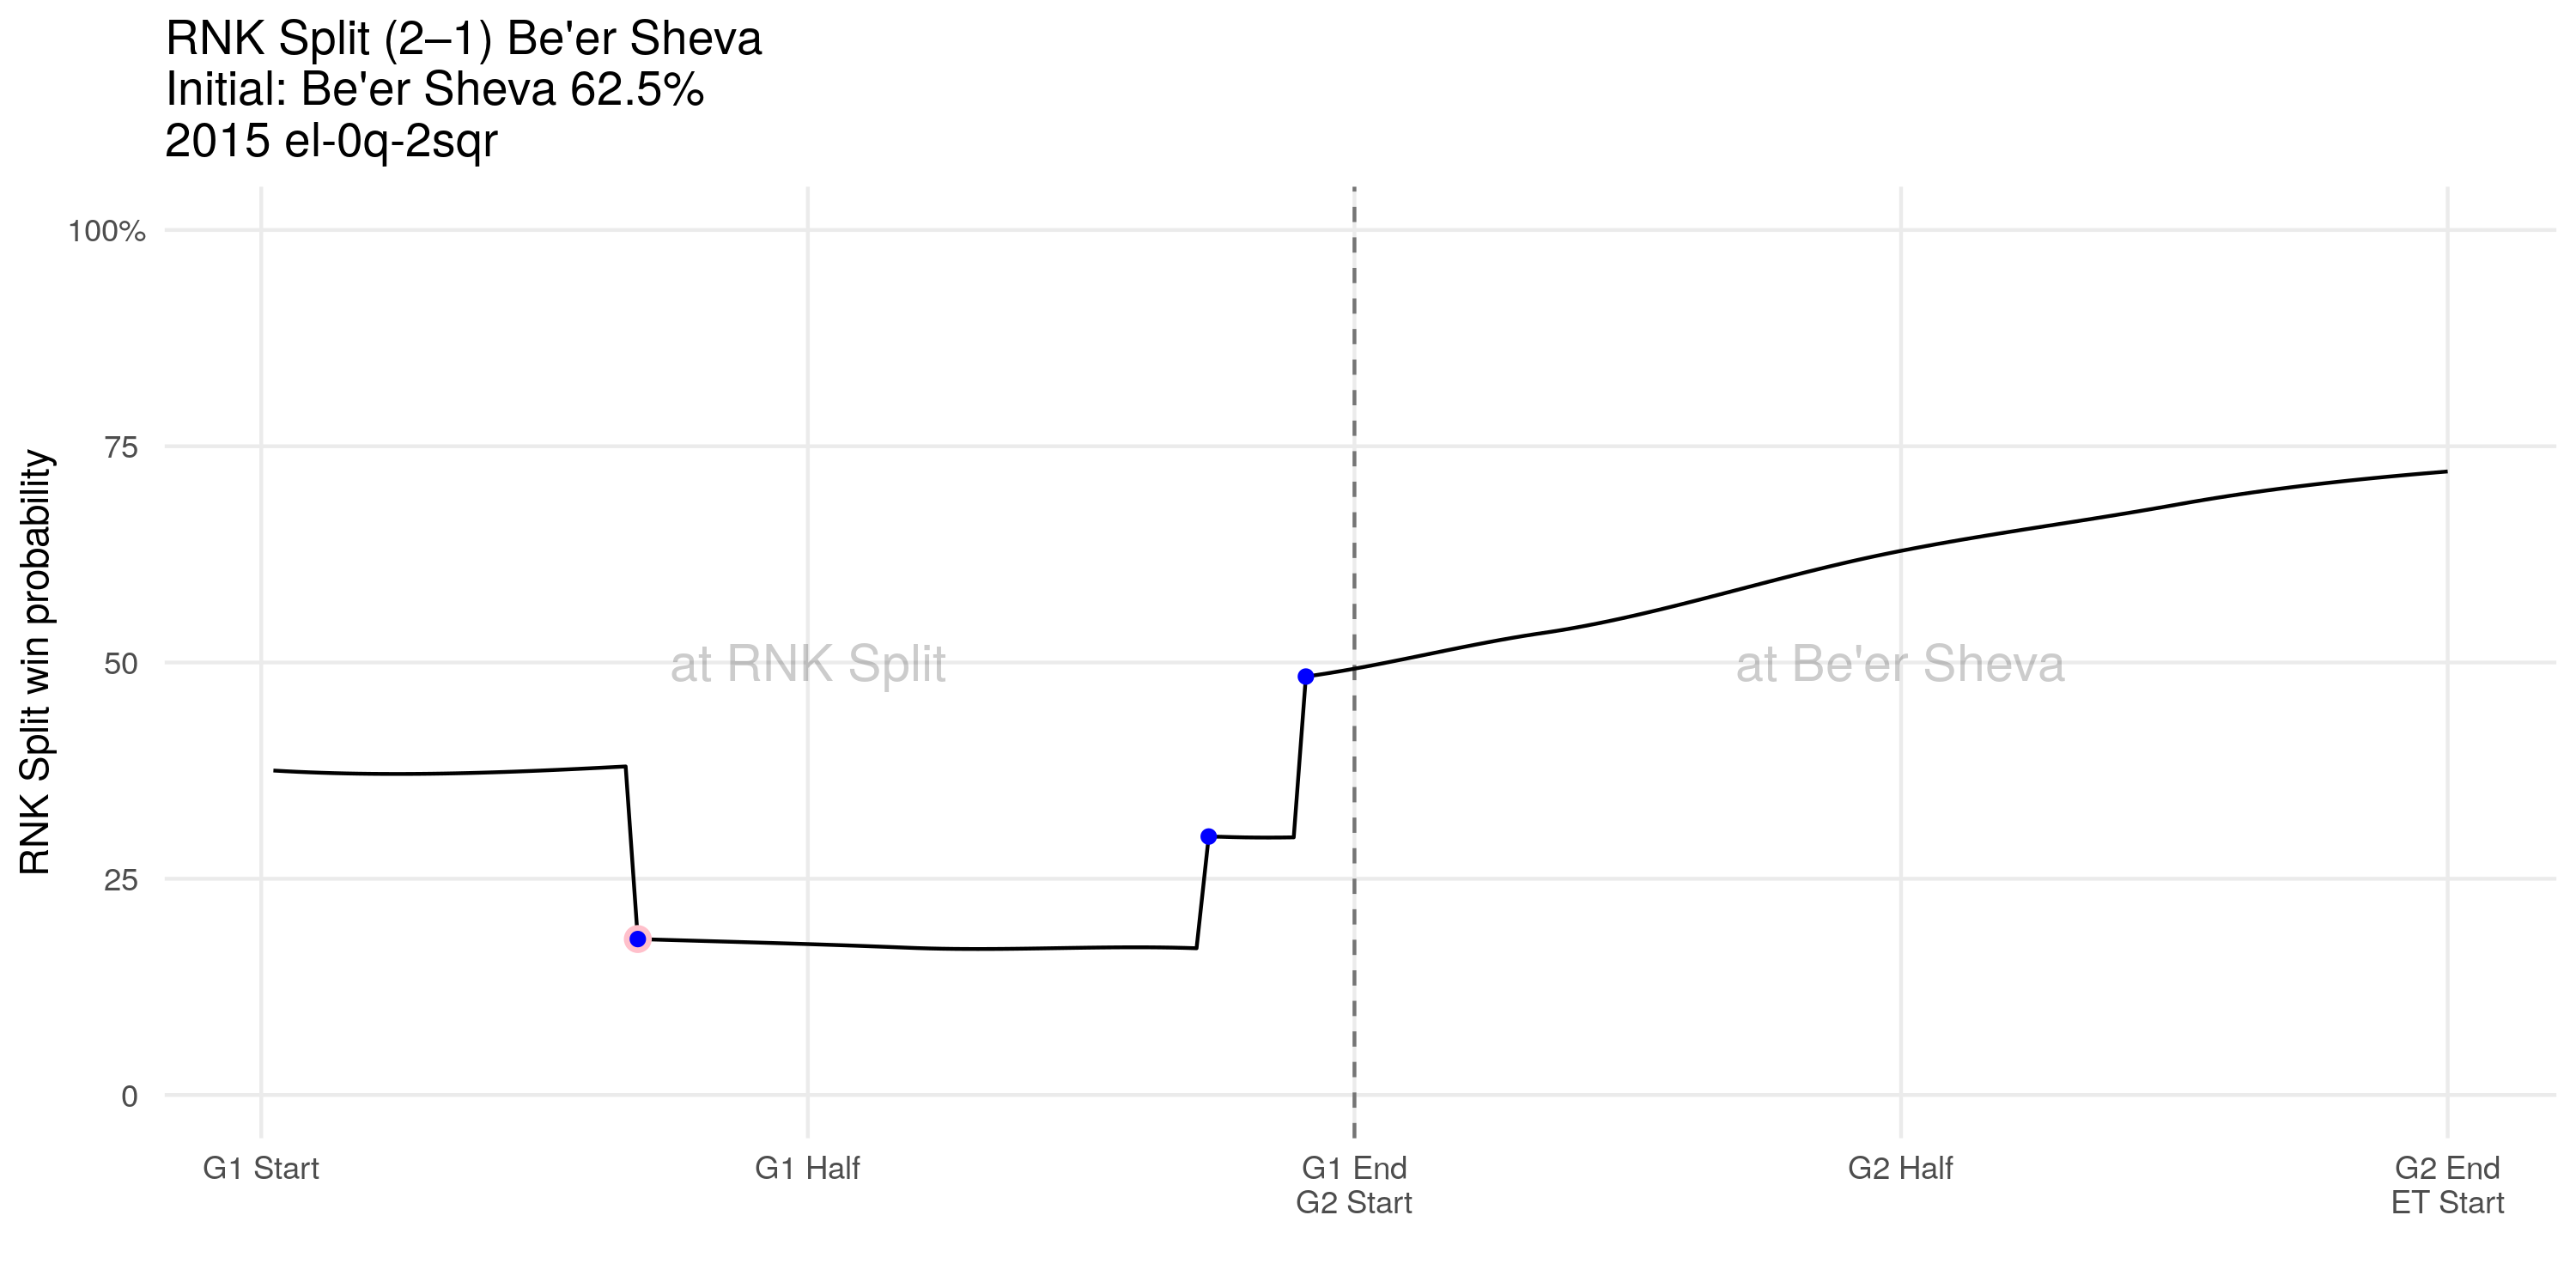 RNK Split (2–1) Be'er Sheva
Initial: Be'er Sheva 62.5%
2015 el-0q-2sqr
RNK Split win probability
100%
75
50
25
0
at RNK Split
at Be'er Sheva
G1 Start
G1 Half
G1 End
G2 Start
G2 Half
G2 End
ET Start